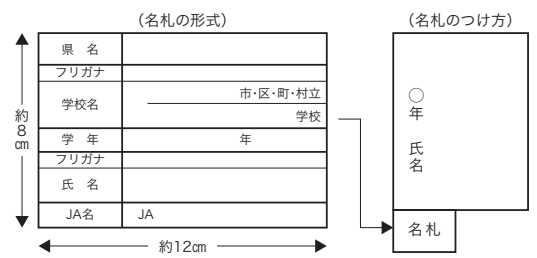 （名札の形式）
県　名
フリガナ
学校名
市・区・町・村立
学校
学　年
年
フリガナ
氏　名
JA名
JA
約8㎝
約12㎝
（名札のつけ方）
○年　氏名
名札